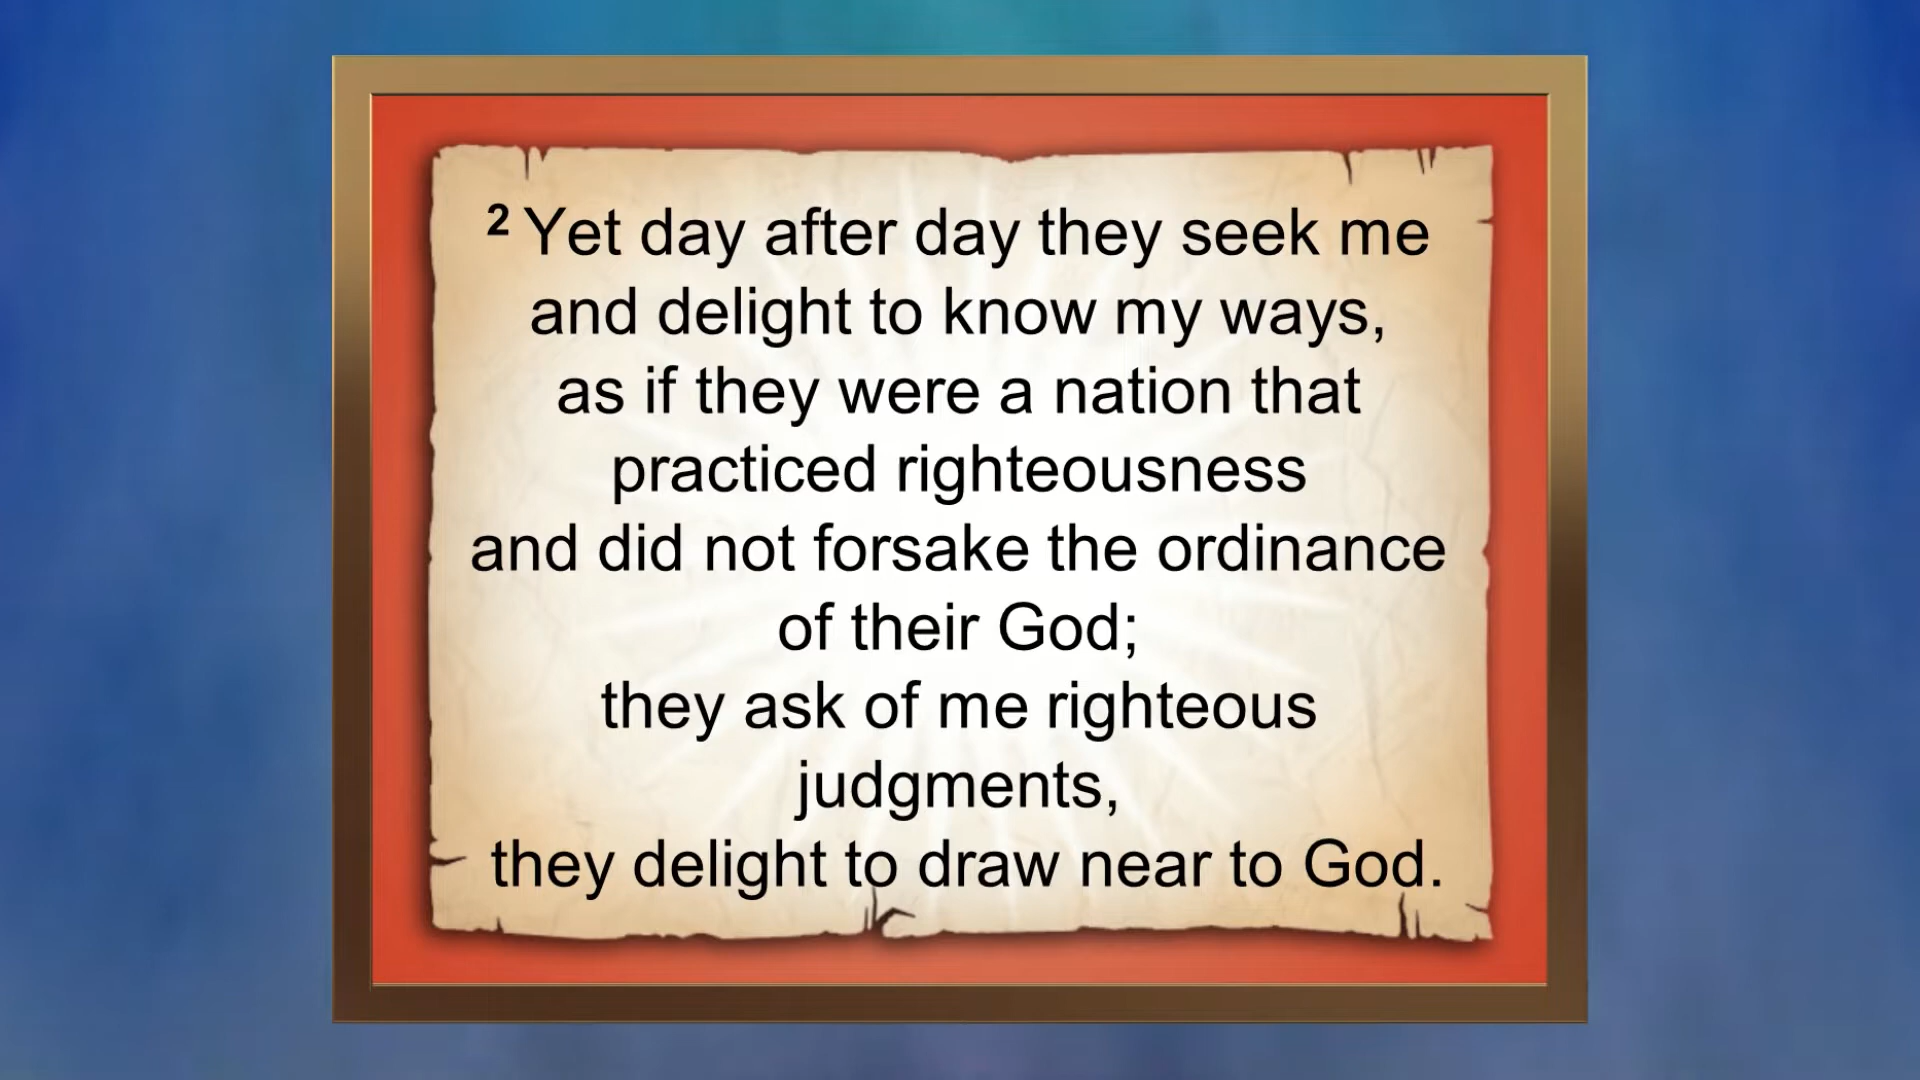 2 Yet day after day they seek me
and delight to know my ways,
as if they were a nation that
practiced righteousness
and did not forsake the ordinance
of their God;
they ask of me righteous
judgments,
they delight to draw near to God.